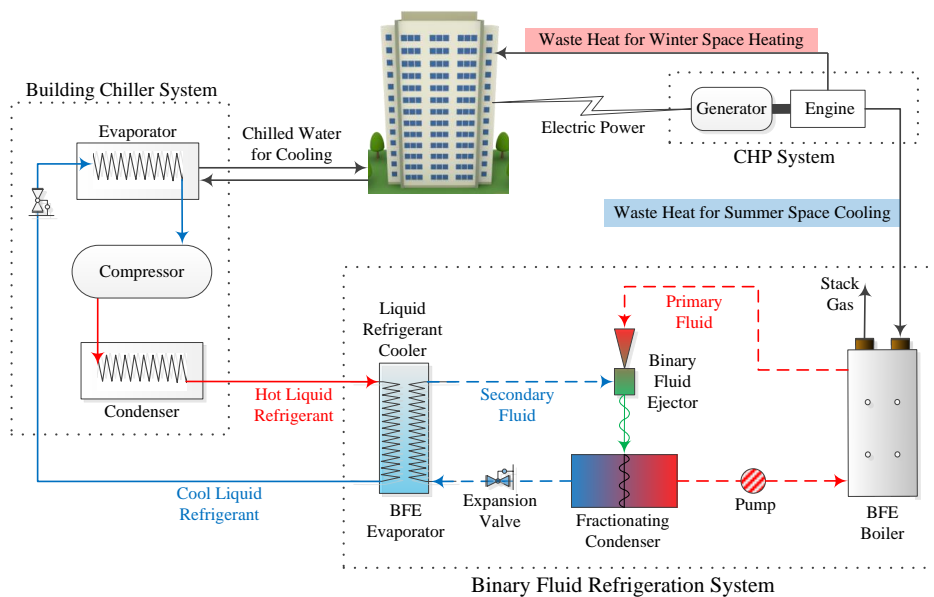 Waste Heat for Winter Space Heating
Building Chiller System
Generator
Engine
Evaporator
Chilled Water
for Cooling
Electric Power
CHP System
Waste Heat for Summer Space Cooling
Compressor
Liquid
Refrigerant
Cooler
Primary
Fluid
Stack
Gas
Binary
Fluid
Ejector
Condenser
Hot Liquid
Refrigerant
Secondary
Fluid
Cool Liquid
Refrigerant
BFE
Evaporator
Expansion
Valve
Fractionating
Condenser
Pump
BFE
Boiler
Binary Fluid Refrigeration System